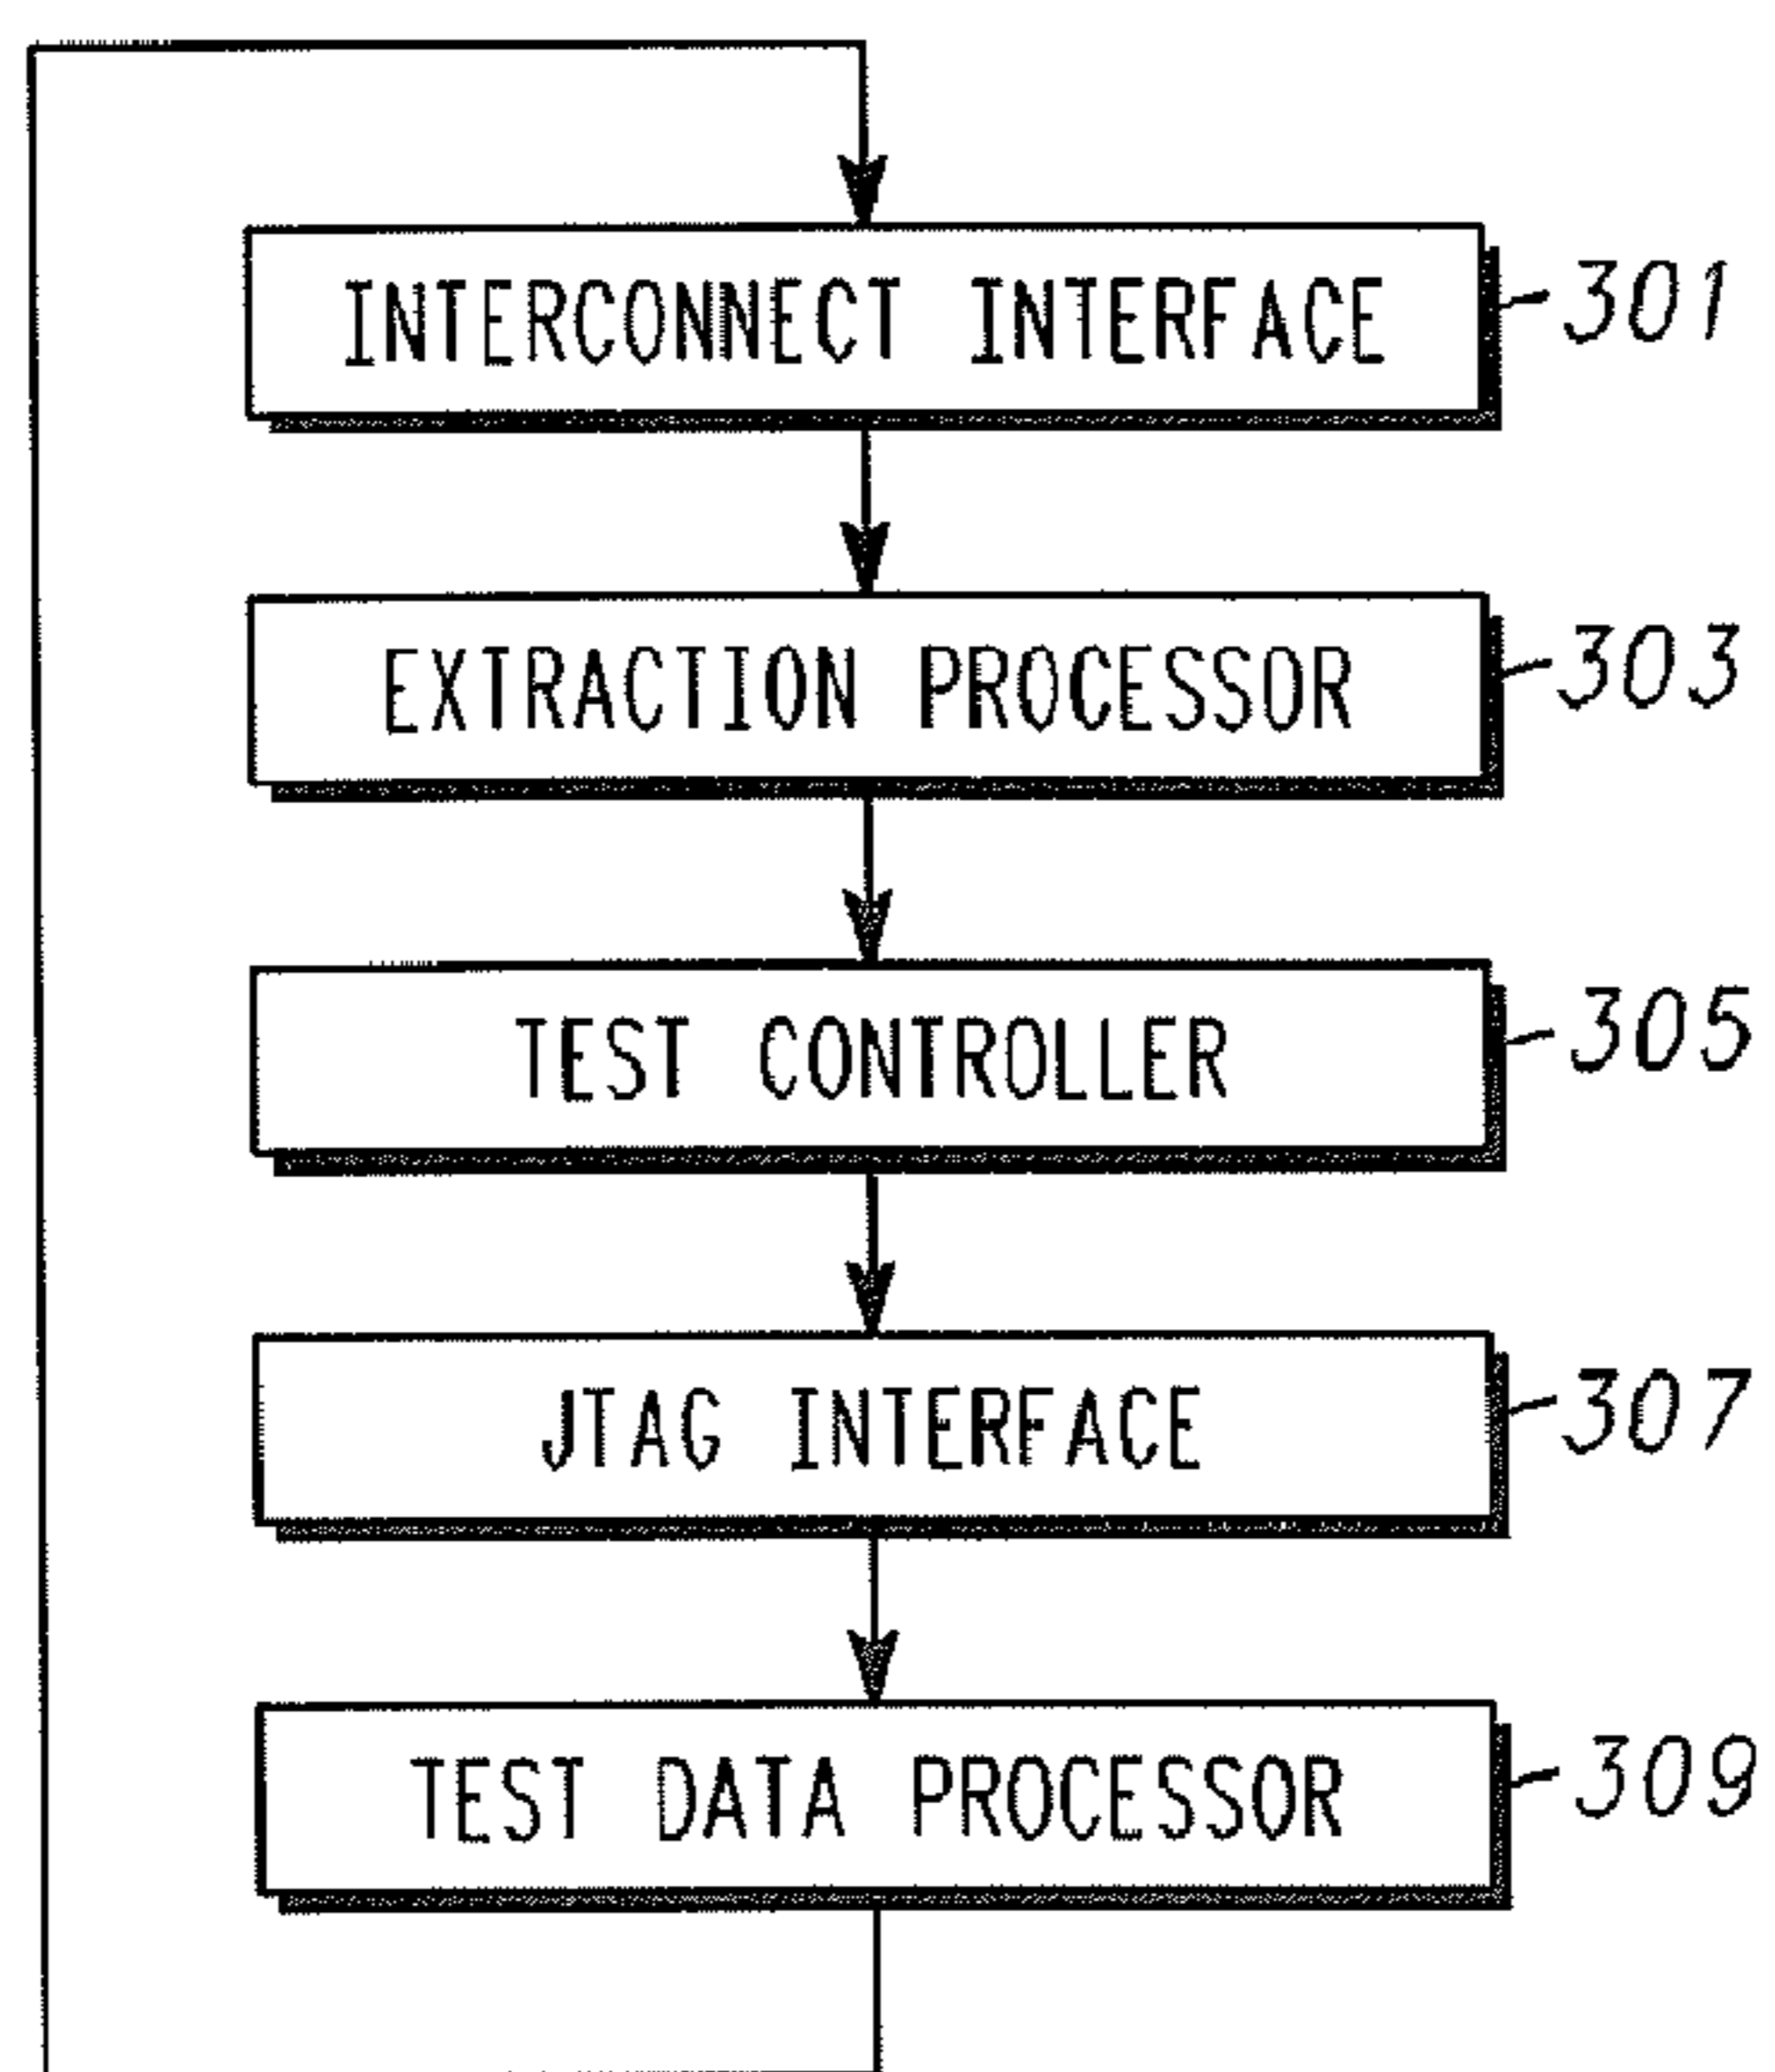 INTERCONNECT INTERFACE 301
EXTRACTION PROCESSOR 303
TEST CONTROLLER 305
JTAG INTERFACE 307
TEST DATA PROCESSOR 309